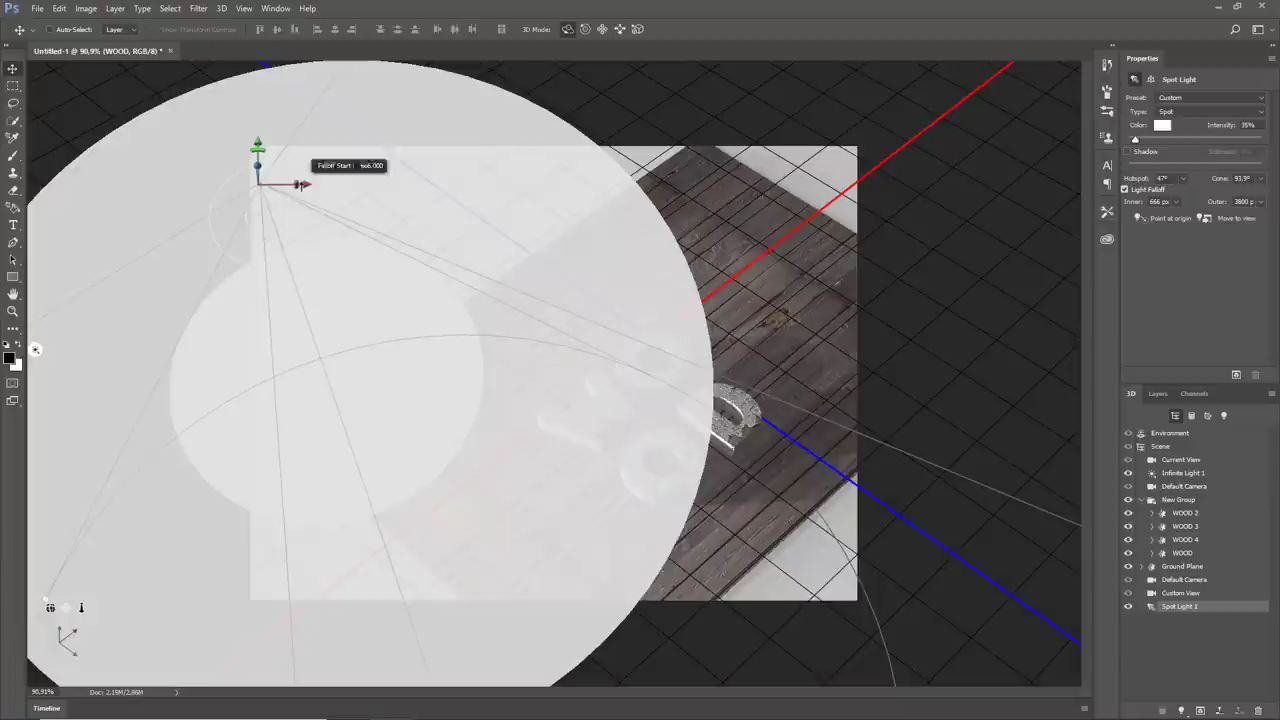 Ps File Edit Image Layer Type Select Filter 3D View Window Help
Auto-Select: Layer Show Transform Controls 3D Modes
Untitled-1 @ 90,9% (WOOD, RGB/8) * ×
Properties
Spot Light
Preset: Custom
Type: Spot
Color: Intensity: 35%
Shadow
Hotspot: 47° Cone: 93,9°
Light Falloff
Inner: 666 px Outer: 3800 p
Point at origin Move to view
Falloff Start :
3D Layers Channels
Environment
Scene
Current View
Infinite Light 1
Default Camera
New Group
WOOD 2
WOOD 3
WOOD 4
WOOD
Ground Plane
Default Camera
Custom View
Spot Light 1
90,91% Doc: 2,15M/2,86M
Timeline